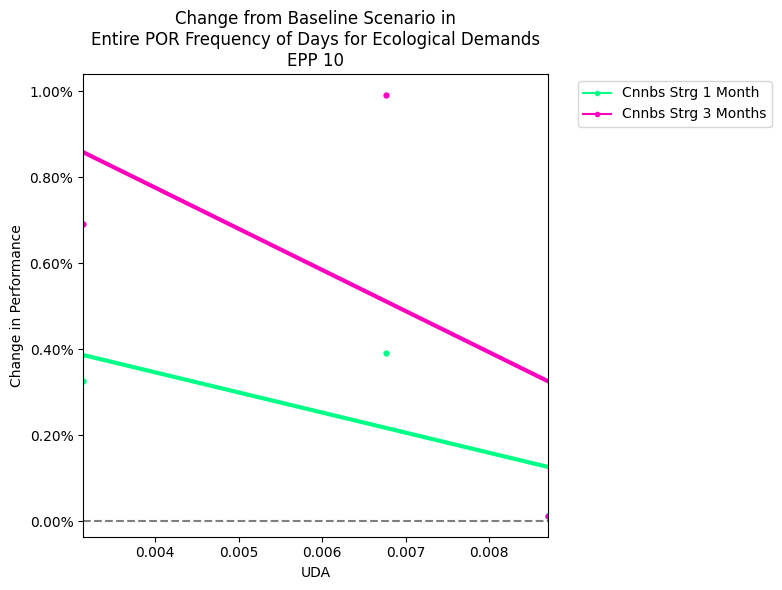 Change from Baseline Scenario in
Entire POR Frequency of Days for Ecological Demands
EPP 10
Cnnbs Strg 1 Month
Cnnbs Strg 3 Months
Change in Performance
1.00%
0.80%
0.60%
0.40%
0.20%
0.00%
0.004
0.005
0.006
0.007
0.008
UDA